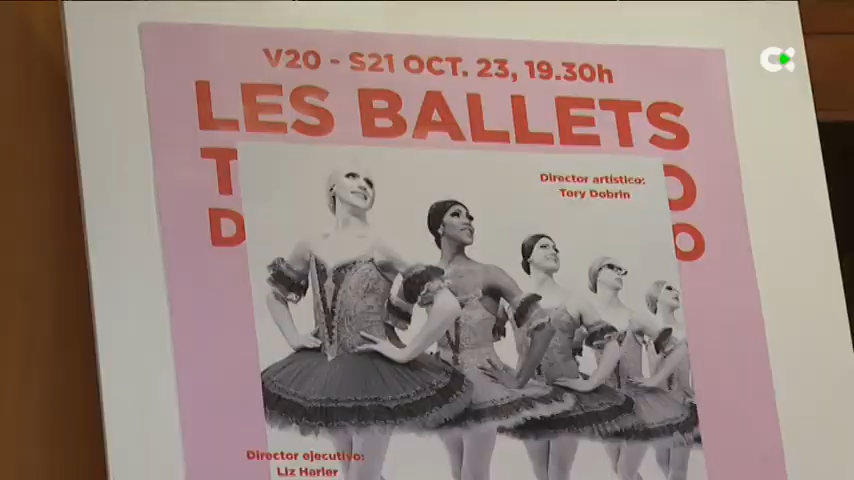 V20 - S21 OCT. 23, 19.30h
LES BALLETS
Director artístico:
Tory Dobrin
Director ejecutivo:
Liz Harler